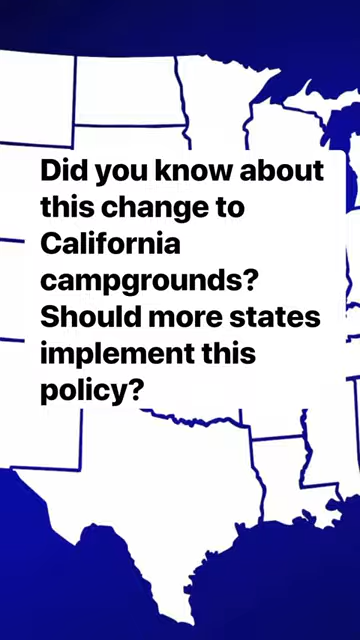 Did you know about
this change to
California
campgrounds?
Should more states
implement this
policy?